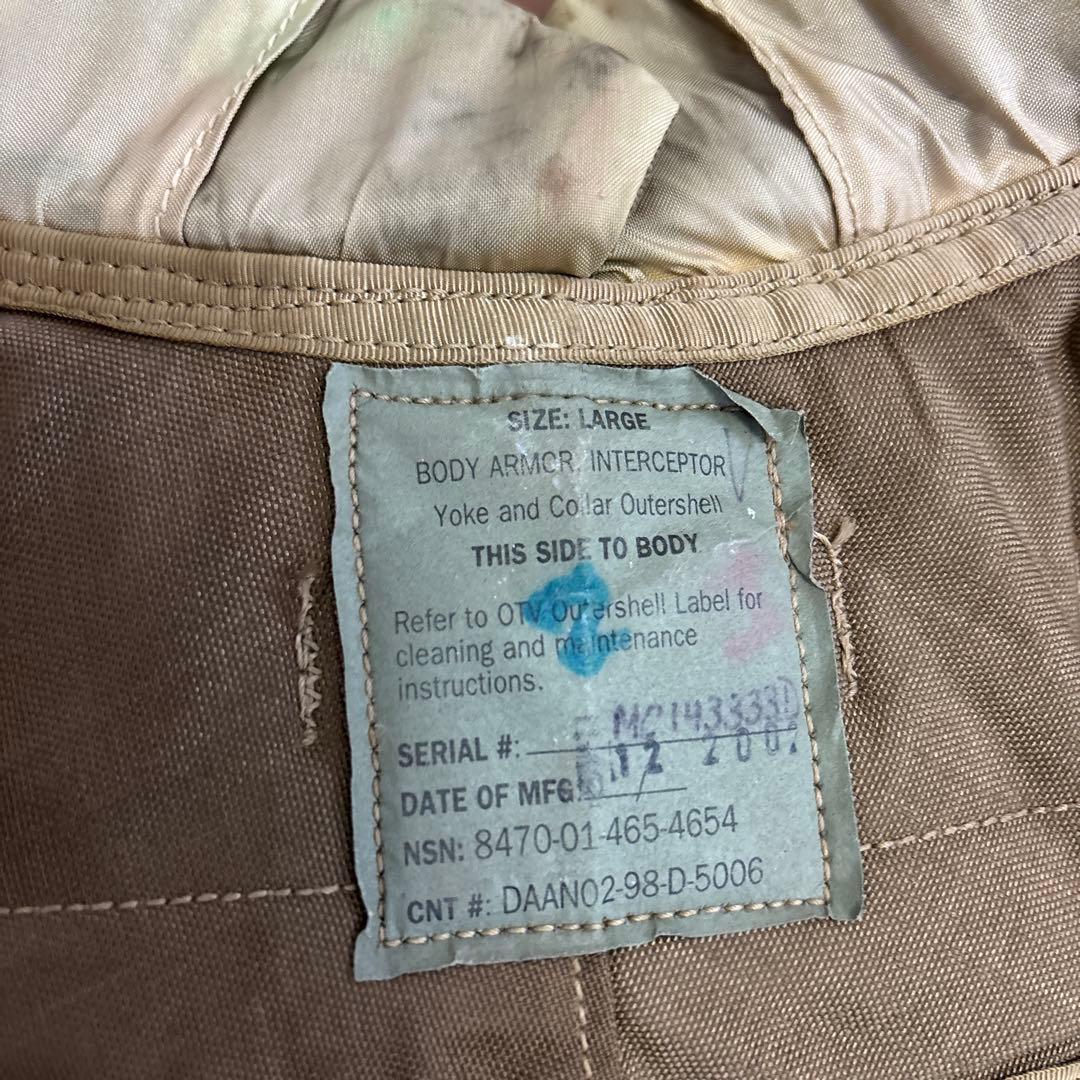 SIZE: LARGE
BODY ARMOR, INTERCEPTOR
Yoke and Collar Outershell
THIS SIDE TO BODY
Refer to OTV Outershell Label for
cleaning and maintenance
instructions.
SERIAL #:
DATE OF MFG
NSN: 8470-01-465-4654
CNT #: DAAN02-98-D-5006